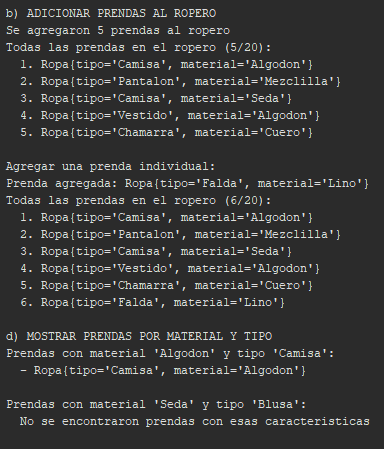 b) ADICIONAR PRENDAS AL ROPERO
Se agregaron 5 prendas al ropero
Todas las prendas en el ropero (5/20):
  1. Ropa{tipo='Camisa', material='Algodon'}
  2. Ropa{tipo='Pantalon', material='Mezclilla'}
  3. Ropa{tipo='Camisa', material='Seda'}
  4. Ropa{tipo='Vestido', material='Algodon'}
  5. Ropa{tipo='Chamarra', material='Cuero'}

Agregar una prenda individual:
Prenda agregada: Ropa{tipo='Falda', material='Lino'}
Todas las prendas en el ropero (6/20):
  1. Ropa{tipo='Camisa', material='Algodon'}
  2. Ropa{tipo='Pantalon', material='Mezclilla'}
  3. Ropa{tipo='Camisa', material='Seda'}
  4. Ropa{tipo='Vestido', material='Algodon'}
  5. Ropa{tipo='Chamarra', material='Cuero'}
  6. Ropa{tipo='Falda', material='Lino'}

d) MOSTRAR PRENDAS POR MATERIAL Y TIPO
Prendas con material 'Algodon' y tipo 'Camisa':
  - Ropa{tipo='Camisa', material='Algodon'}

Prendas con material 'Seda' y tipo 'Blusa':
  No se encontraron prendas con esas caracteristicas